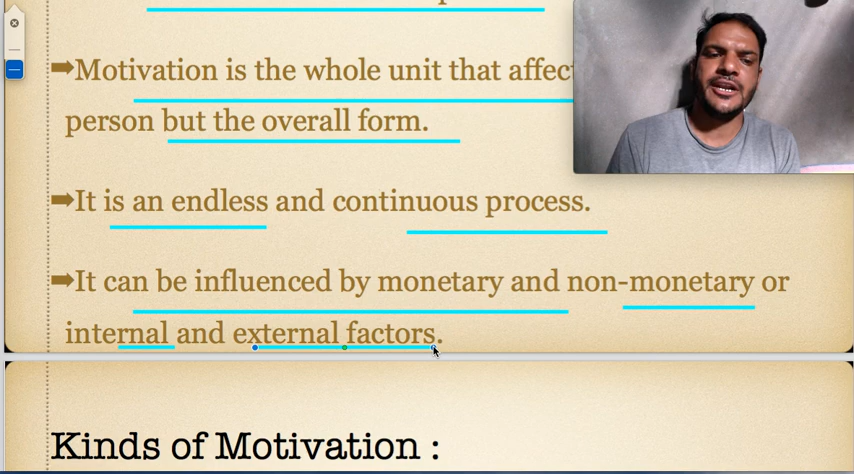 ➡Motivation is the whole unit that affec
person but the overall form.
➡It is an endless and continuous process.
➡It can be influenced by monetary and non-monetary or
internal and external factors.
Kinds of Motivation :